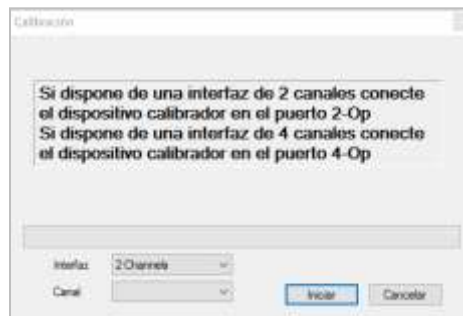 Calibración
Si dispone de una interfaz de 2 canales conecte
el dispositivo calibrador en el puerto 2-Op
Si dispone de una interfaz de 4 canales conecte
el dispositivo calibrador en el puerto 4-Op
Interfaz 2 Channels
Canal
Iniciar Cancelar